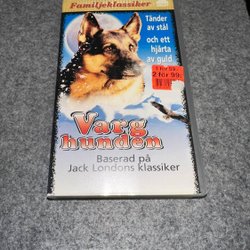 Familjeklassiker
Tänder
av stål
och ett
hjärta
av guld
2 för 99:-
Varg
hunden
Baserad på
Jack Londons klassiker